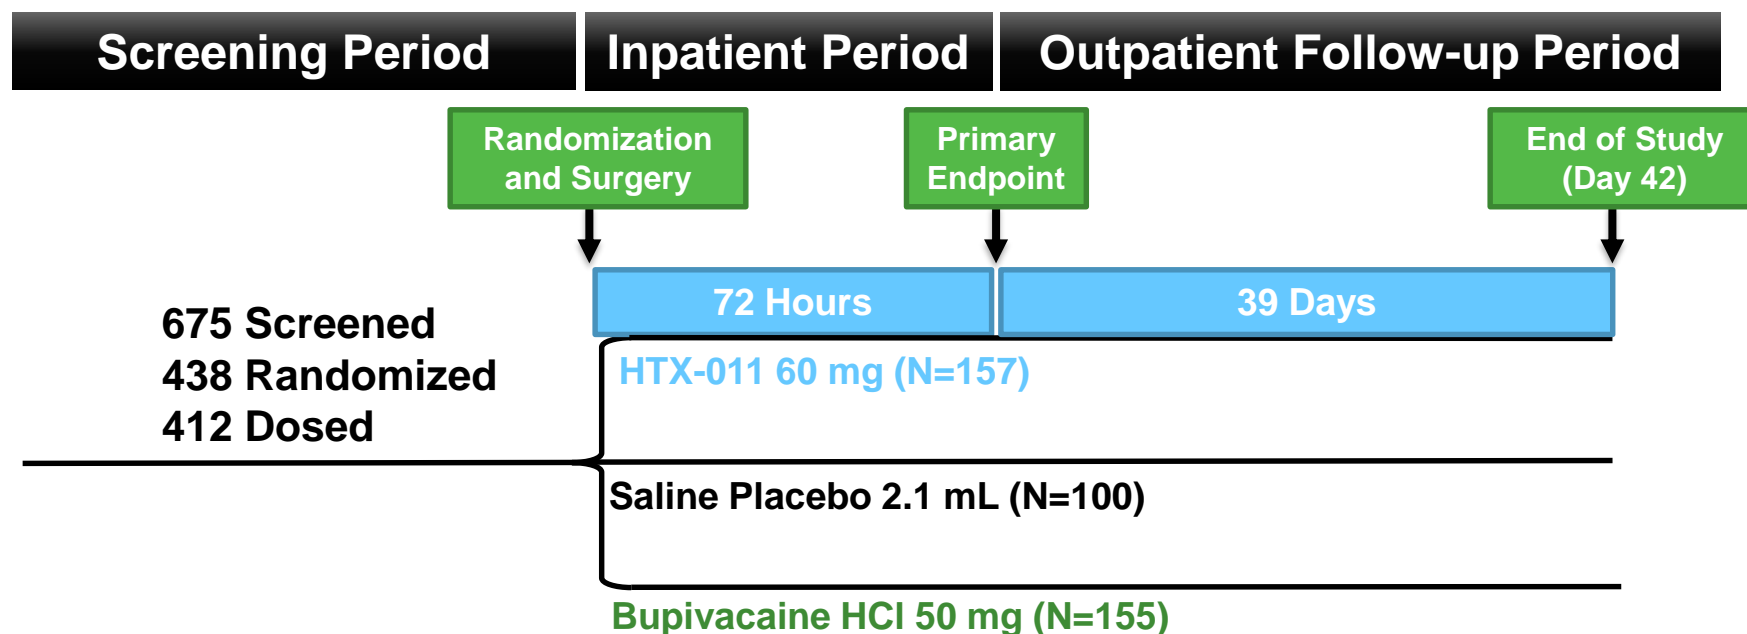 Screening Period
Inpatient Period
Outpatient Follow-up Period
Randomization
and Surgery
Primary
Endpoint
End of Study
(Day 42)
72 Hours
39 Days
675 Screened
438 Randomized
412 Dosed
HTX-011 60 mg (N=157)
Saline Placebo 2.1 mL (N=100)
Bupivacaine HCl 50 mg (N=155)